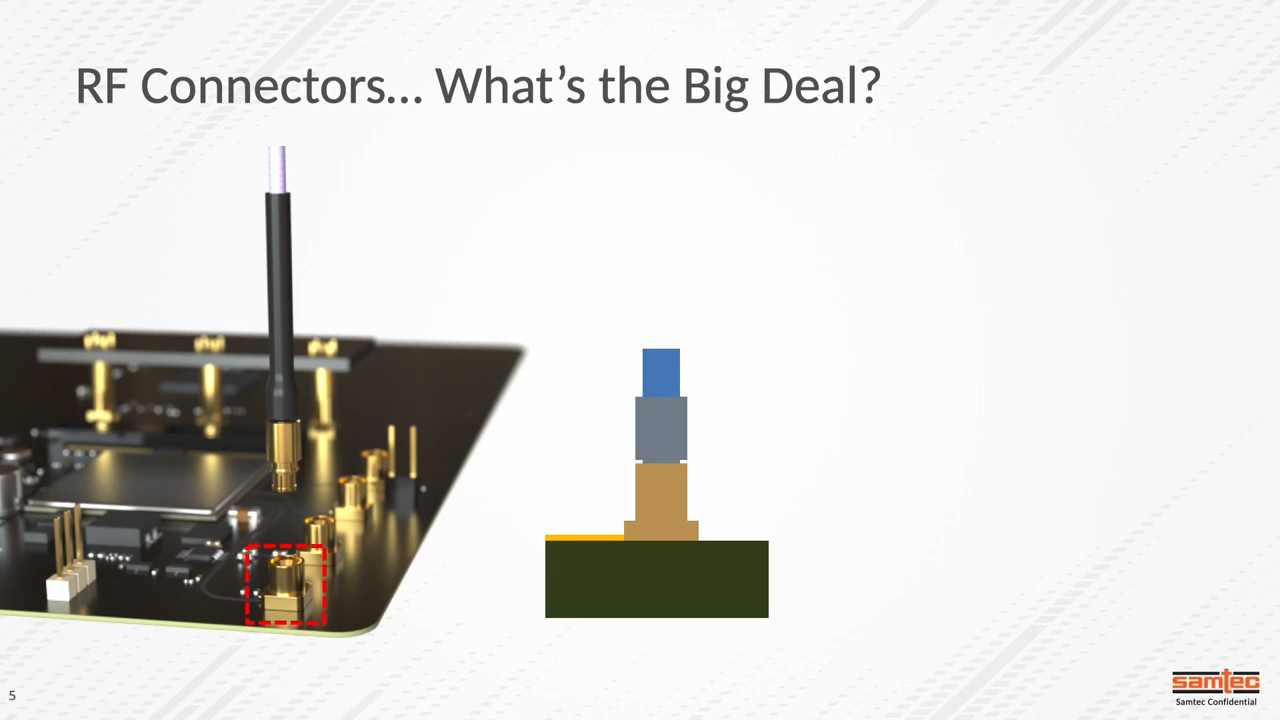 RF Connectors… What’s the Big Deal?
5
samtec
Samtec Confidential